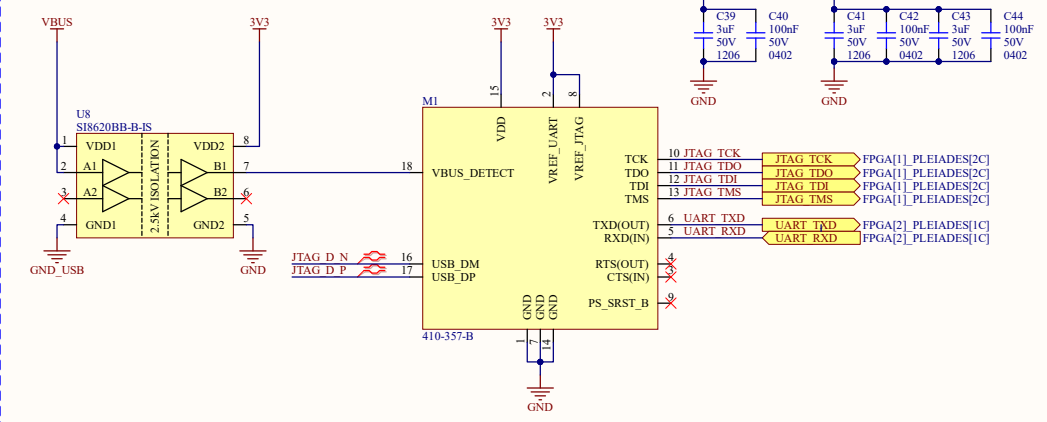 VBUS
3V3
3V3
3V3
C39
3uF
50V
1206
C40
100nF
50V
0402
C41
3uF
50V
1206
C42
100nF
50V
0402
C43
3uF
50V
1206
C44
100nF
50V
0402
GND
GND
U8
SI8620BB-B-IS
1 VDD1
2 A1
3 A2
4 GND1
2.5kV ISOLATION
VDD2 8
B1 7
B2 6
GND2 5
GND_USB
GND
M1
15 VDD
2 VREF_UART
8 VREF_JTAG
18 VBUS_DETECT
JTAG_D_N 16 USB_DM
JTAG_D_P 17 USB_DP
TCK 10 JTAG_TCK JTAG_TCK FPGA[1]_PLEIADES[2C]
TDO 11 JTAG_TDO JTAG_TDO FPGA[1]_PLEIADES[2C]
TDI 12 JTAG_TDI JTAG_TDI FPGA[1]_PLEIADES[2C]
TMS 13 JTAG_TMS JTAG_TMS FPGA[1]_PLEIADES[2C]
TXD(OUT) 6 UART_TXD UART_TXD FPGA[2]_PLEIADES[1C]
RXD(IN) 5 UART_RXD UART_RXD FPGA[2]_PLEIADES[1C]
RTS(OUT) 4
CTS(IN) 3
PS_SRST_B 9
GND 1
GND 7
GND 14
410-357-B
GND